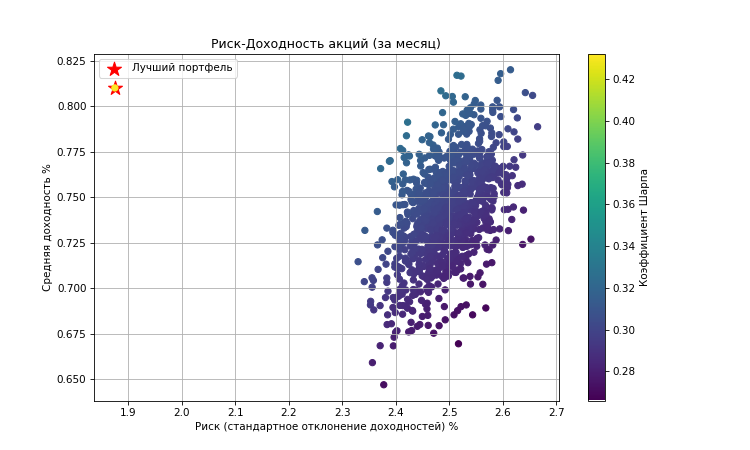 Риск-Доходность акций (за месяц)
Лучший портфель
0.825
0.800
0.775
0.750
0.725
0.700
0.675
0.650
Средняя доходность %
1.9 2.0 2.1 2.2 2.3 2.4 2.5 2.6 2.7
Риск (стандартное отклонение доходностей) %
0.42
0.40
0.38
0.36
0.34
0.32
0.30
0.28
Коэффициент Шарпа